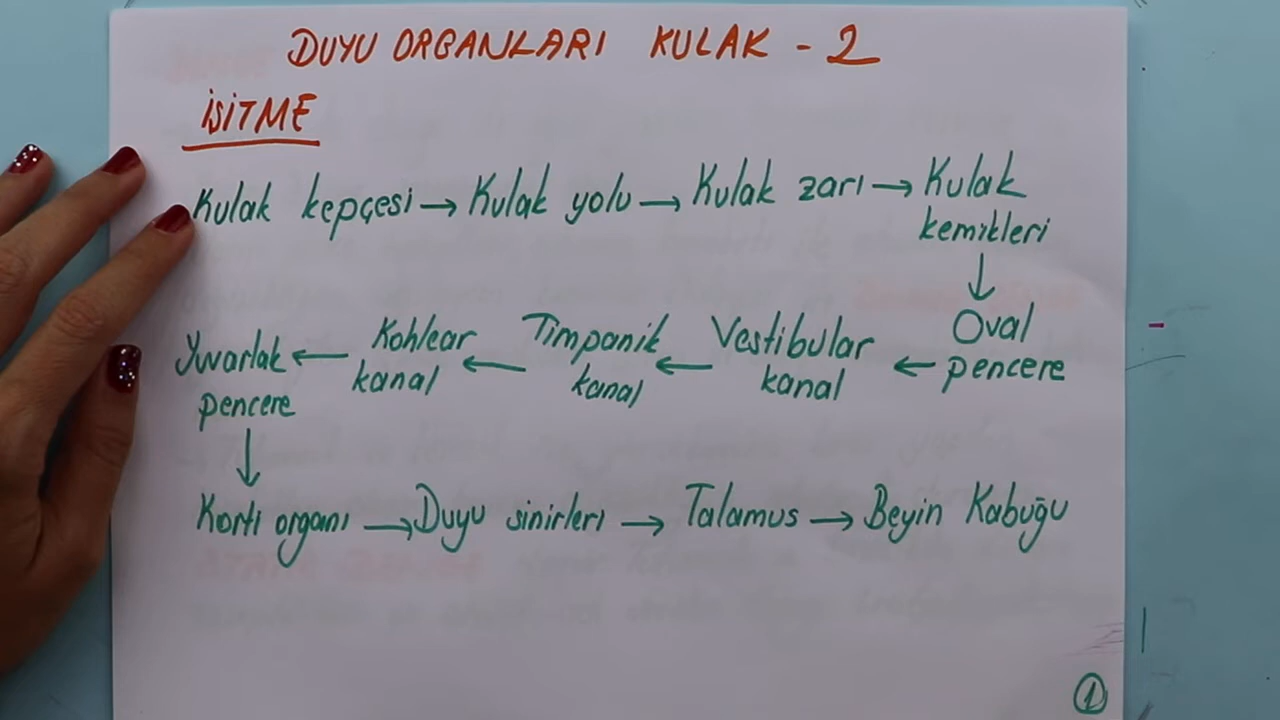 DUYU ORGANLARI KULAK - 2
İŞİTME
Kulak kepçesi → Kulak yolu → Kulak zarı → Kulak kemikleri
↓
Yuvarlak pencere ← Kohlear kanal ← Timpanik kanal ← Vestibular kanal ← Oval pencere
↓
Korti organı → Duyu sinirleri → Talamus → Beyin Kabuğu
1